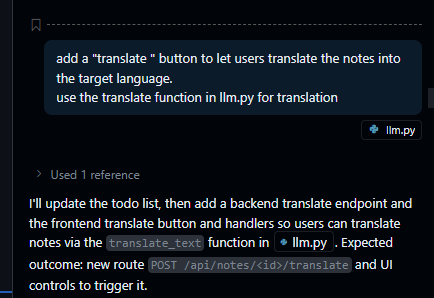 add a "translate " button to let users translate the notes into
the target language.
use the translate function in llm.py for translation
llm.py
Used 1 reference
I'll update the todo list, then add a backend translate endpoint and
the frontend translate button and handlers so users can translate
notes via the translate_text function in llm.py . Expected
outcome: new route POST /api/notes/<id>/translate and UI
controls to trigger it.